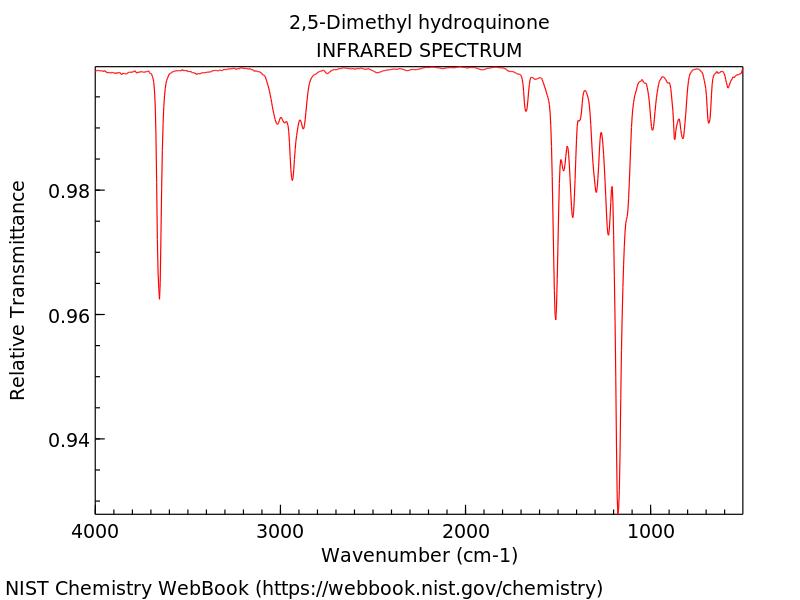 2,5-Dimethyl hydroquinone
INFRARED SPECTRUM
Relative Transmittance
0.98
0.96
0.94
4000
3000
2000
1000
Wavenumber (cm-1)
NIST Chemistry WebBook (https://webbook.nist.gov/chemistry)